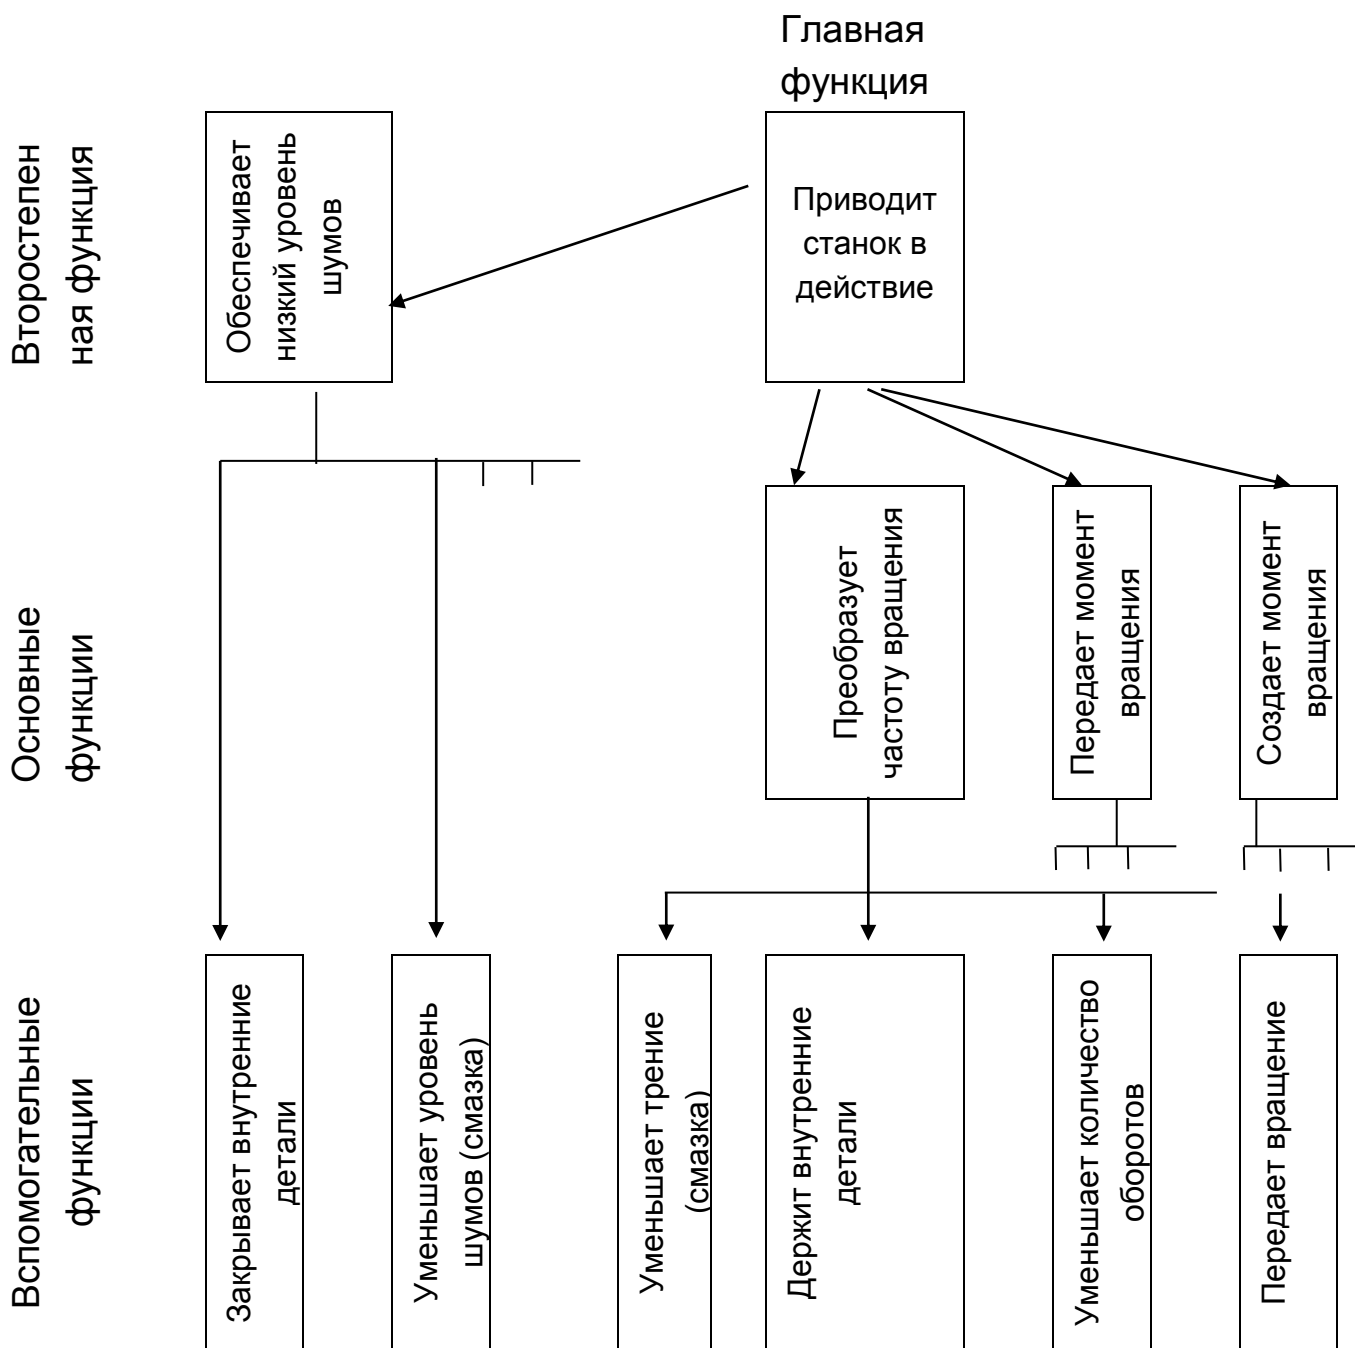 Главная
функция
Второстепен
ная функция
Обеспечивает
низкий уровень
шумов
Приводит
станок в
действие
Основные
функции
Преобразует
частоту вращения
Передает момент
вращения
Создает момент
вращения
Вспомогательные
функции
Закрывает внутренние
детали
Уменьшает уровень
шумов (смазка)
Уменьшает трение
(смазка)
Держит внутренние
детали
Уменьшает количество
оборотов
Передает вращение